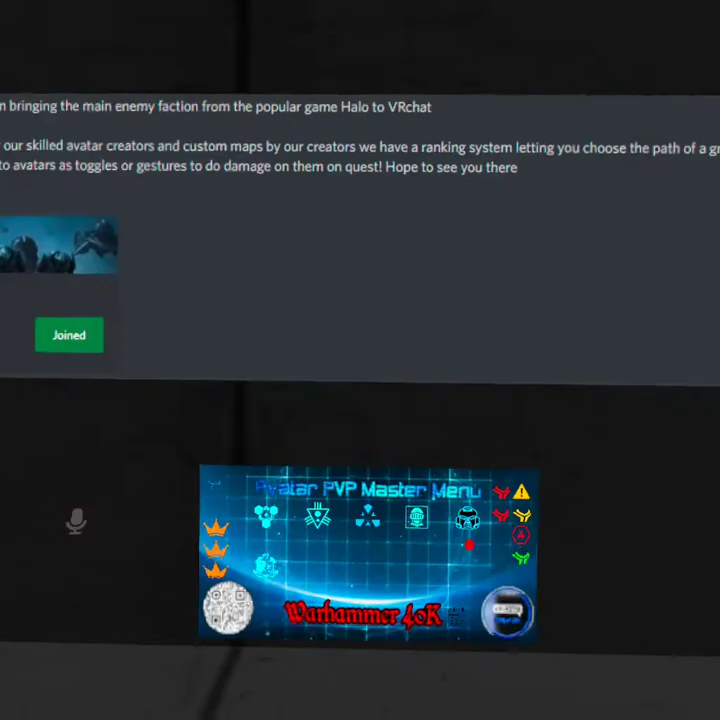 n bringing the main enemy faction from the popular game Halo to VRchat
our skilled avatar creators and custom maps by our creators we have a ranking system letting you choose the path of a gr
to avatars as toggles or gestures to do damage on them on quest! Hope to see you there
Joined
Avatar PVP Master Menu
Warhammer 40K